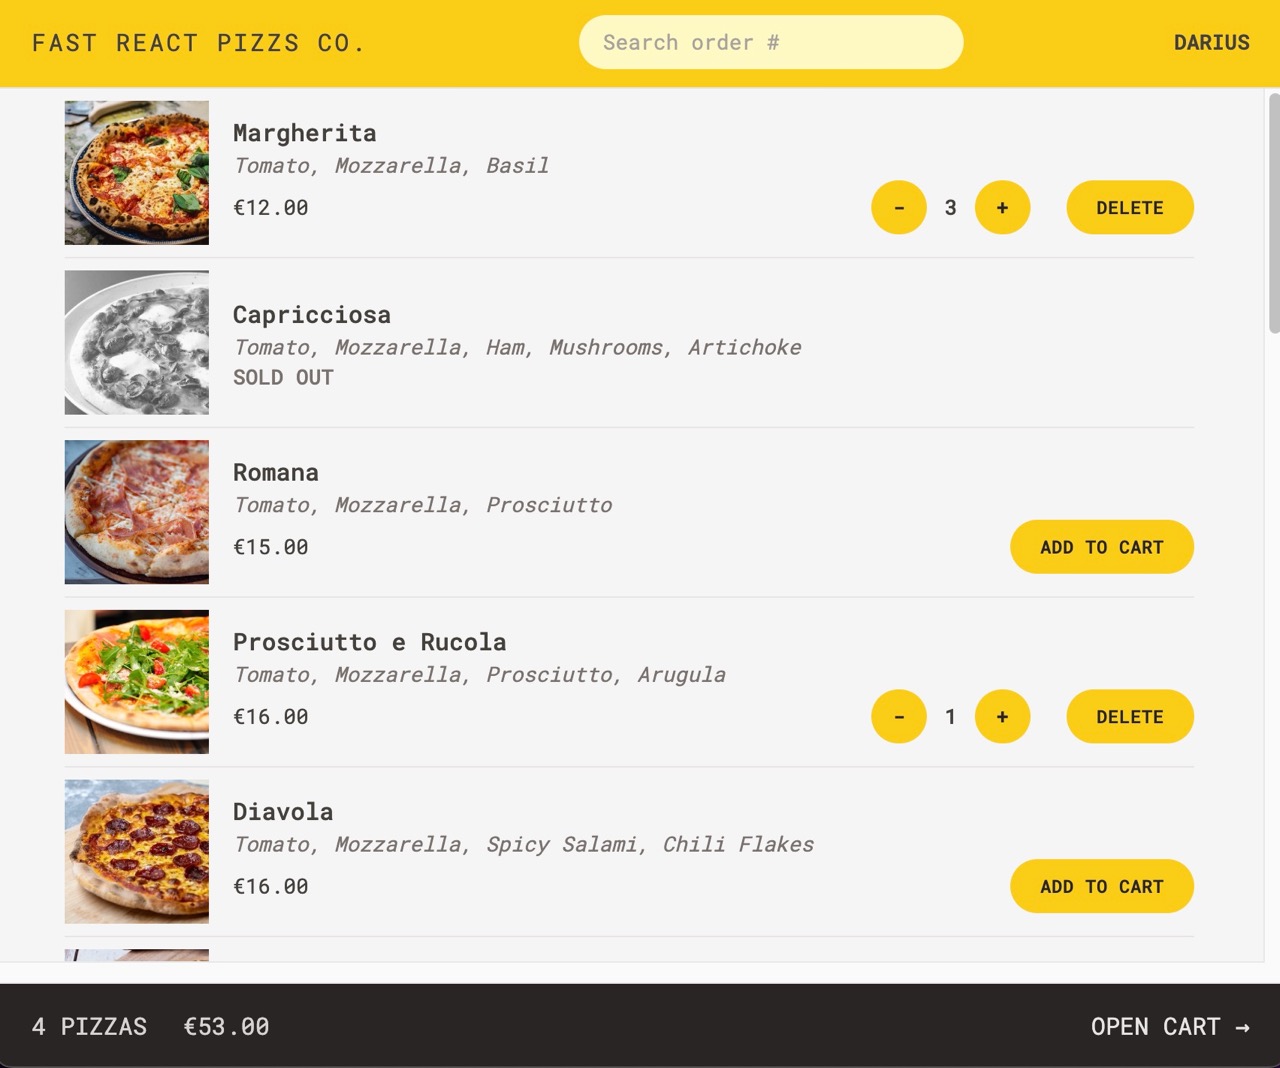 FAST REACT PIZZS CO.
Search order #
DARIUS
Margherita
Tomato, Mozzarella, Basil
€12.00
- 3 + DELETE
Capricciosa
Tomato, Mozzarella, Ham, Mushrooms, Artichoke
SOLD OUT
Romana
Tomato, Mozzarella, Prosciutto
€15.00
ADD TO CART
Prosciutto e Rucola
Tomato, Mozzarella, Prosciutto, Arugula
€16.00
- 1 + DELETE
Diavola
Tomato, Mozzarella, Spicy Salami, Chili Flakes
€16.00
ADD TO CART
4 PIZZAS €53.00
OPEN CART →